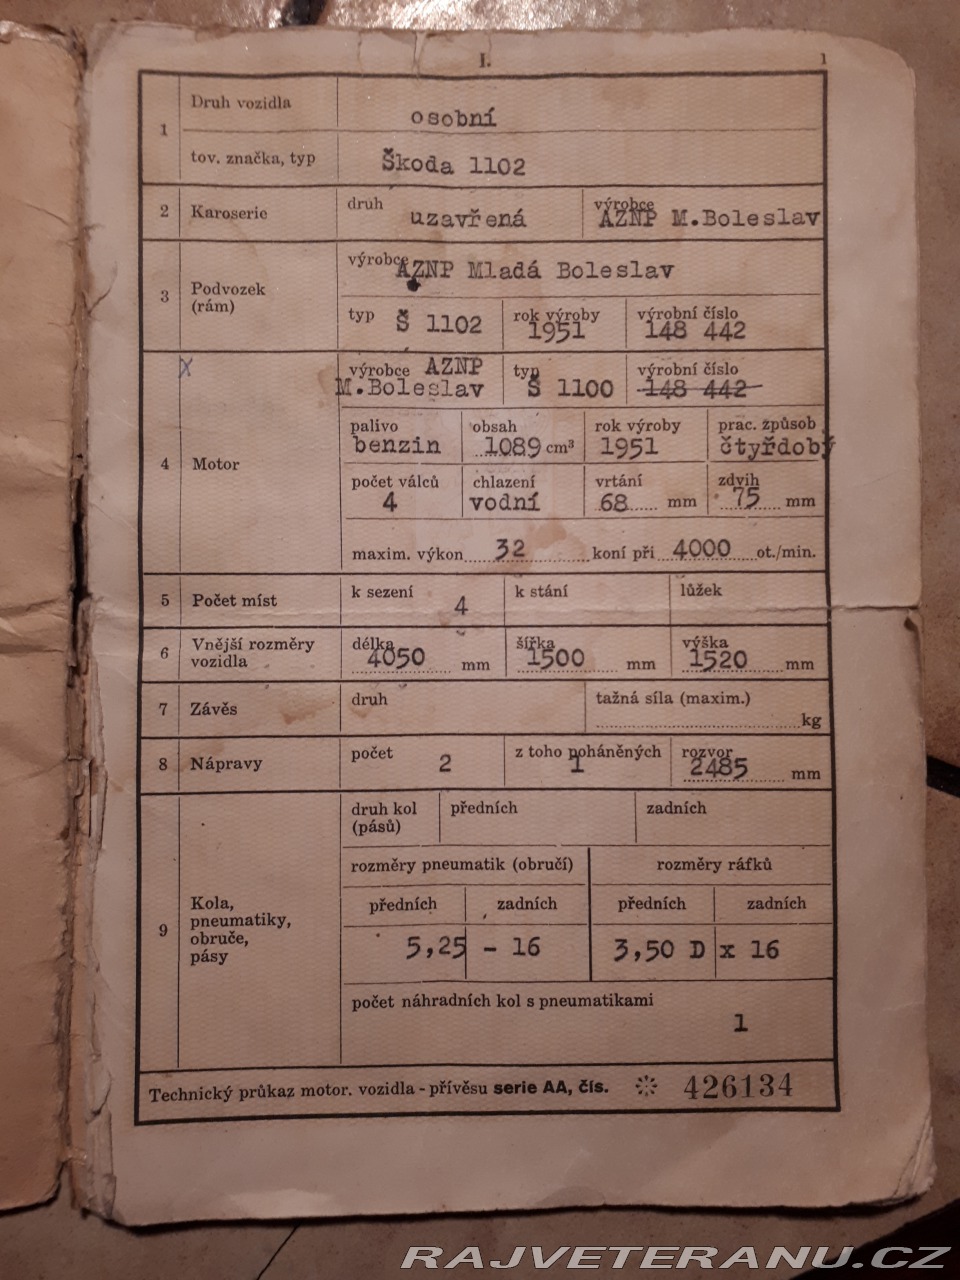 I.
1
Druh vozidla
osobní
1
tov. značka, typ
Škoda 1102
2 Karoserie
druh
uzavřená
výrobce
AZNP M.Boleslav
3 Podvozek
(rám)
výrobce
AZNP Mladá Boleslav
typ
Š 1102
rok výroby
1951
výrobní číslo
148 442
x
4 Motor
výrobce AZNP
M.Boleslav
typ
Š 1100
výrobní číslo
148 442
palivo
benzin
obsah
1089 cm³
rok výroby
1951
prac. způsob
čtyřdobý
počet válců
4
chlazení
vodní
vrtání
68 mm
zdvih
75 mm
maxim. výkon 32 koní při 4000 ot./min.
5 Počet míst
k sezení
4
k stání
lůžek
6 Vnější rozměry
vozidla
délka
4050 mm
šířka
1500 mm
výška
1520 mm
7 Závěs
druh
tažná síla (maxim.)
kg
8 Nápravy
počet
2
z toho poháněných
1
rozvor
2485 mm
9 Kola,
pneumatiky,
obruče,
pásy
druh kol
(pásů)
předních
zadních
rozměry pneumatik (obručí)
rozměry ráfků
předních
zadních
předních
zadních
5,25 - 16
3,50 D x 16
počet náhradních kol s pneumatikami
1
Technický průkaz motor. vozidla - přívěsu serie AA, čís. 426134
RAJVETERANU.CZ